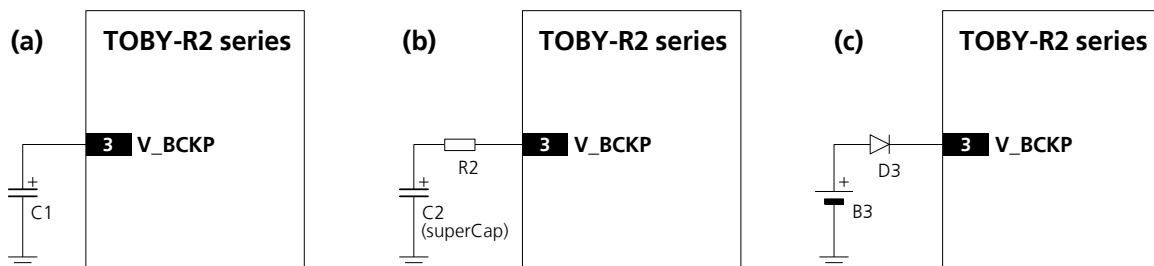 (a)
TOBY-R2 series
3 V_BCKP
+
C1
(b)
TOBY-R2 series
3 V_BCKP
R2
+
C2
(superCap)
(c)
TOBY-R2 series
3 V_BCKP
D3
+
B3